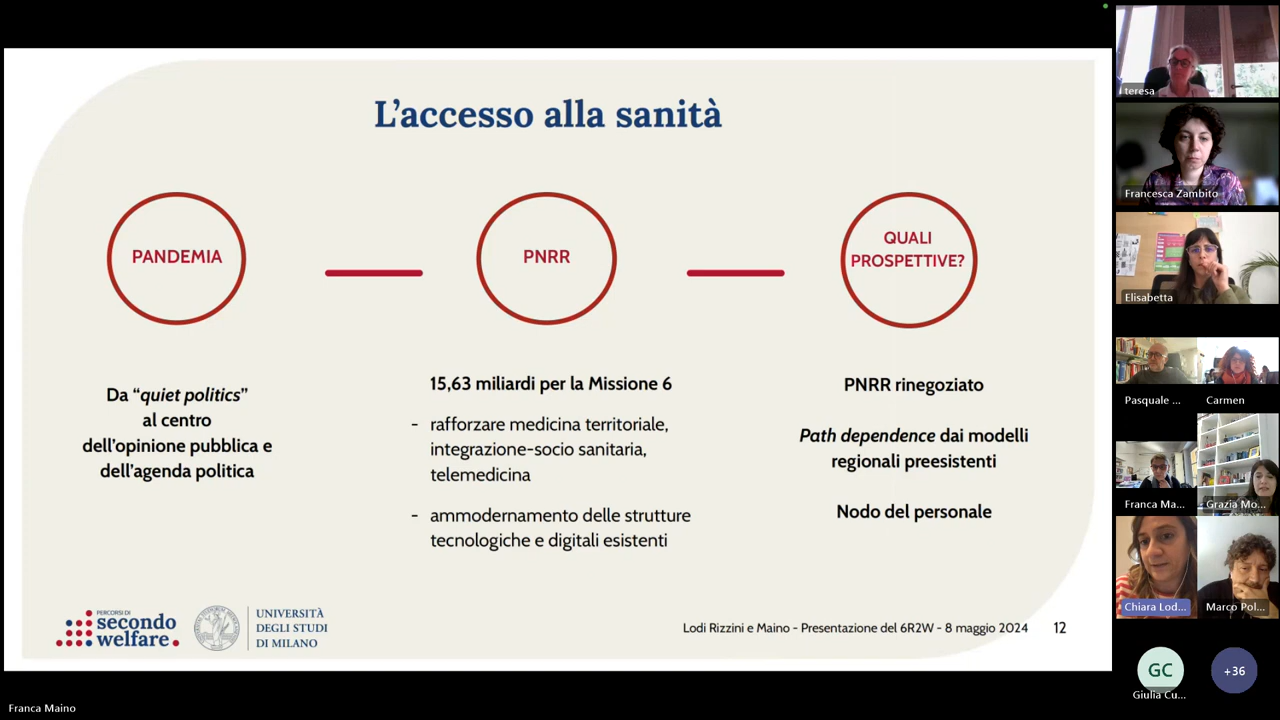 L'accesso alla sanità
PANDEMIA
PNRR
QUALI
PROSPETTIVE?
Da “quiet politics”
al centro
dell'opinione pubblica e
dell'agenda politica
15,63 miliardi per la Missione 6
- rafforzare medicina territoriale,
integrazione-socio sanitaria,
telemedicina
- ammodernamento delle strutture
tecnologiche e digitali esistenti
PNRR rinegoziato
Path dependence dai modelli
regionali preesistenti
Nodo del personale
PERCORSI DI
secondo
welfare
UNIVERSITÀ
DEGLI STUDI
DI MILANO
Lodi Rizzini e Maino - Presentazione del 6R2W - 8 maggio 2024
12
teresa
Francesca Zambito
Elisabetta
Pasquale ...
Carmen
Franca Ma...
Grazia Mo...
Chiara Lod...
Marco Pol...
GC
Giulia Cu...
+36
Franca Maino